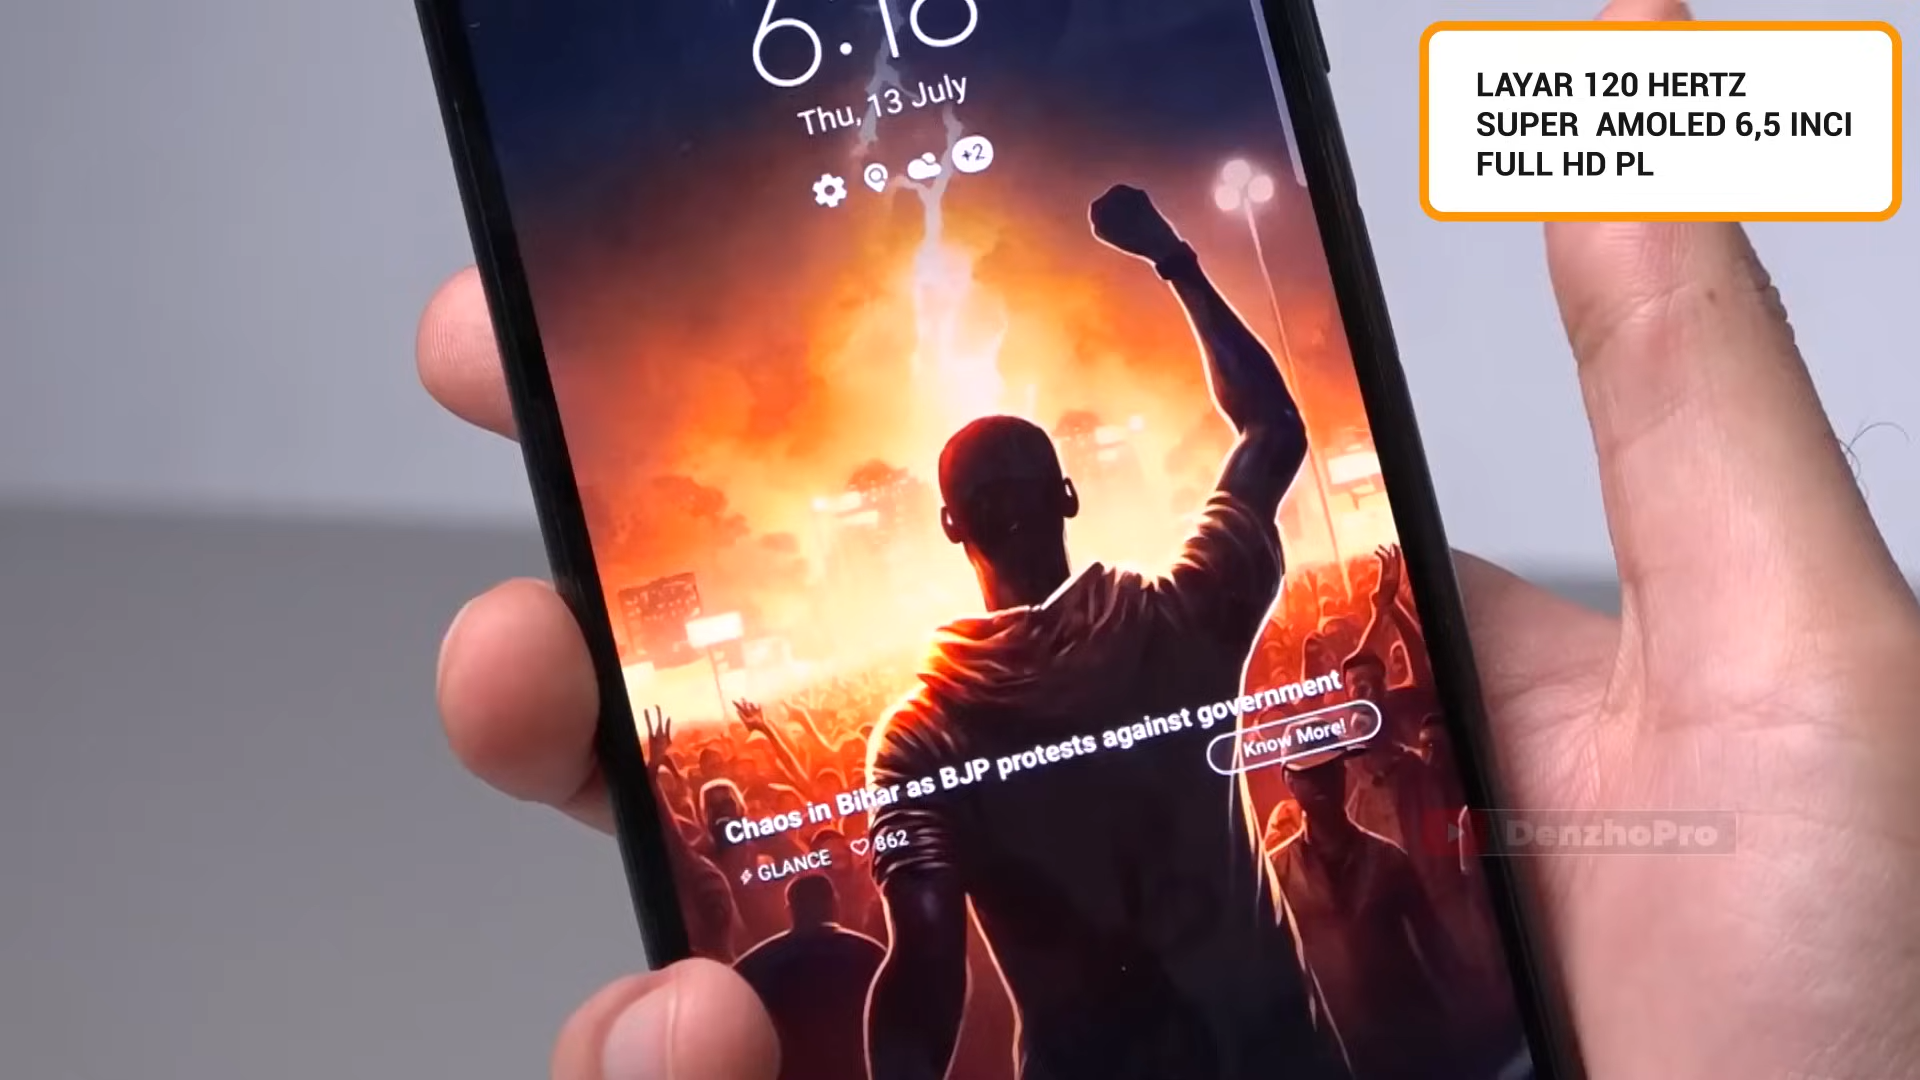 6:18
Thu, 13 July
+2
LAYAR 120 HERTZ
SUPER AMOLED 6,5 INCI
FULL HD PL
Chaos in Bihar as BJP protests against government
Know More!
GLANCE 862
DenzhoPro